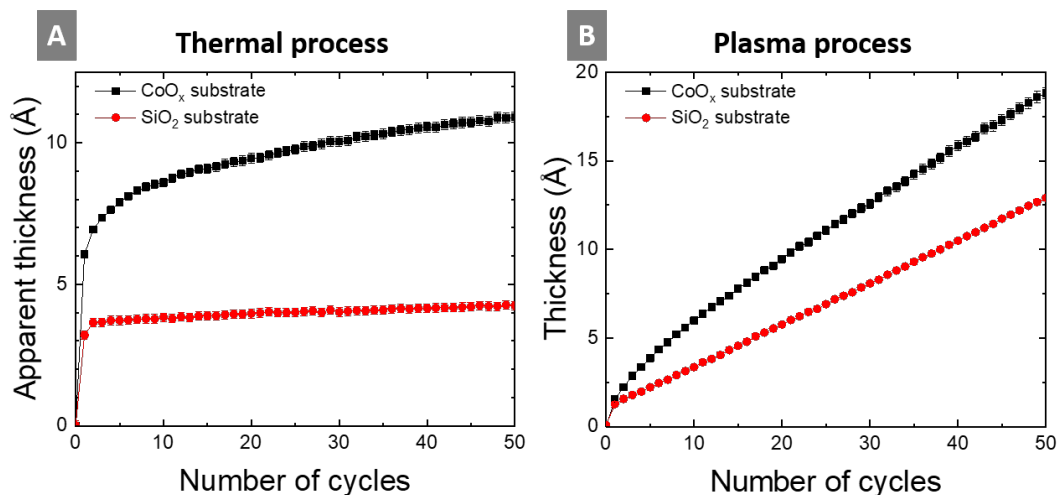 A
Thermal process
CoOₓ substrate
SiO₂ substrate
Apparent thickness (Å)
10
5
0
0
10
20
30
40
50
Number of cycles
B
Plasma process
CoOₓ substrate
SiO₂ substrate
Thickness (Å)
20
15
10
5
0
0
10
20
30
40
50
Number of cycles